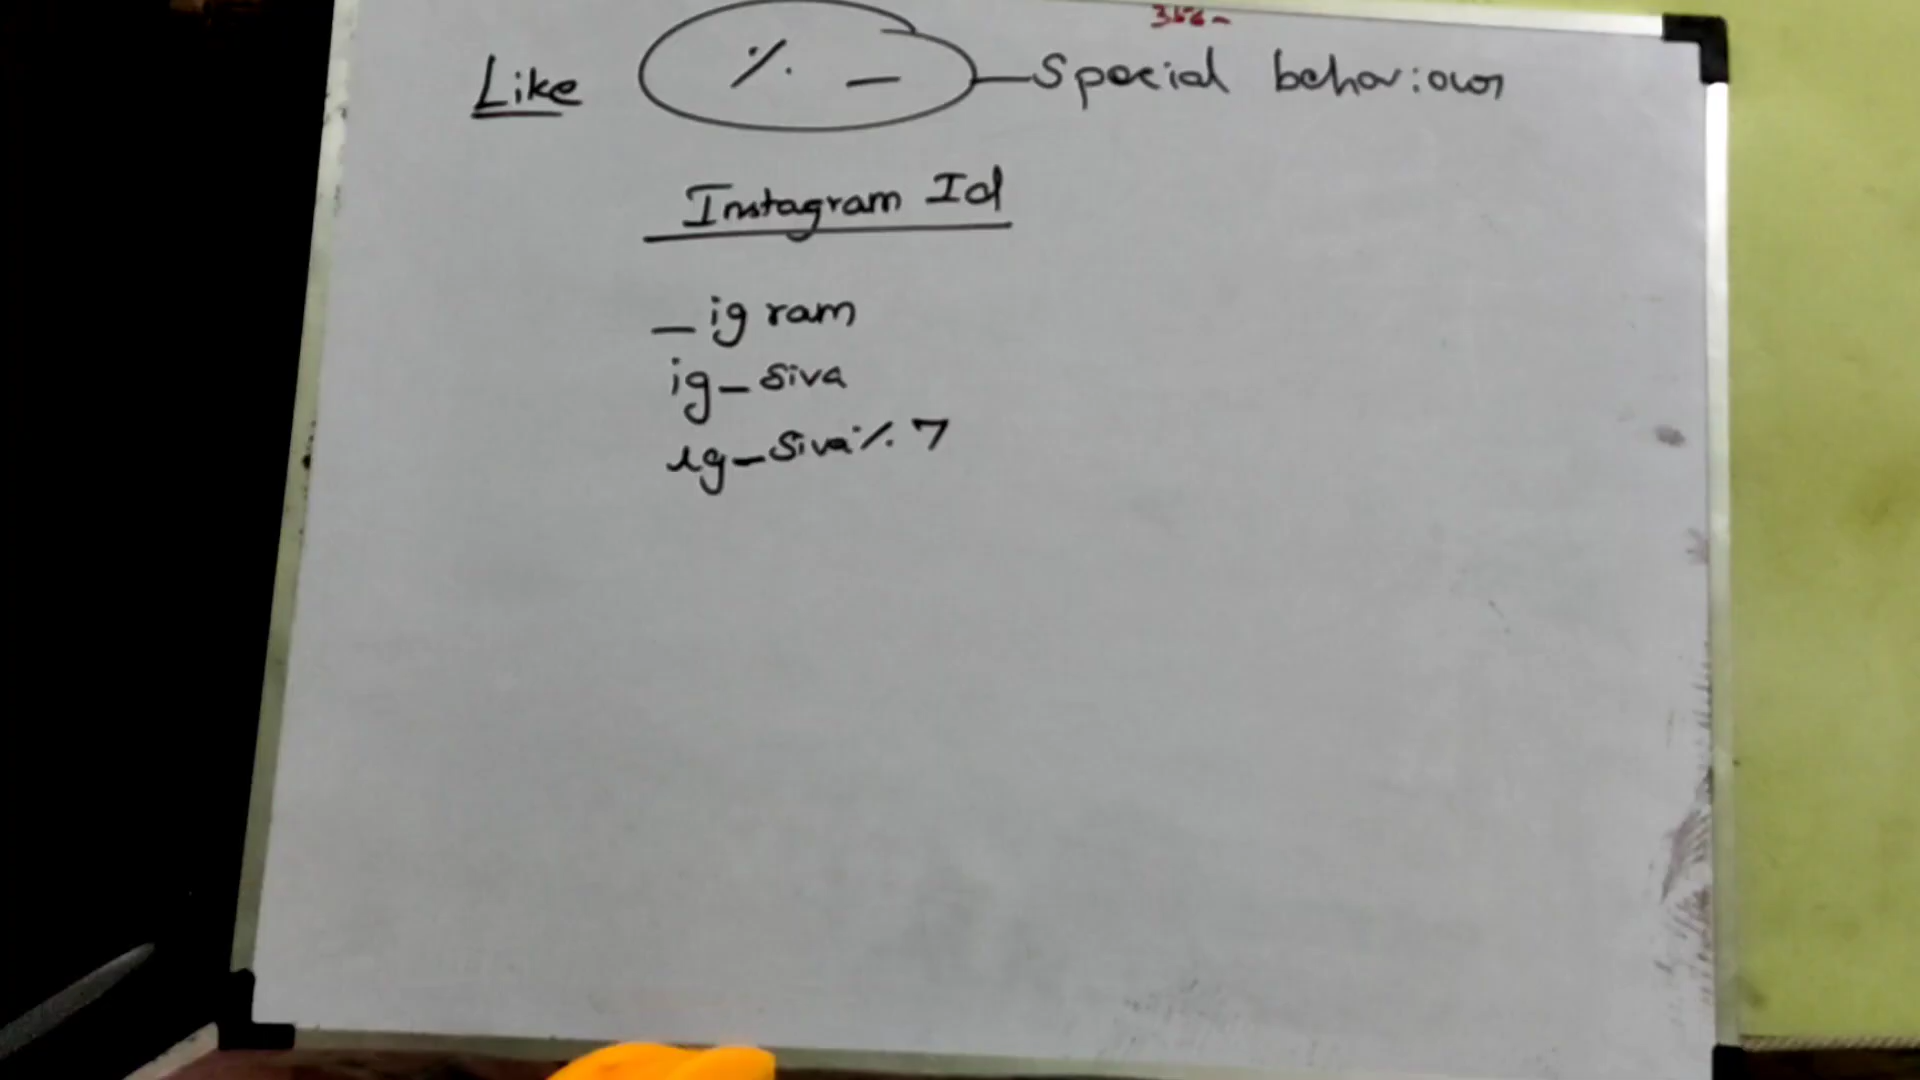 Like % _ Special behaviour
Instagram Id
_ig ram
ig_siva
ig_Siva%7